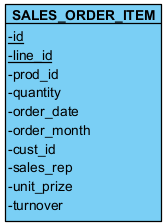 SALES_ORDER_ITEM
-id
-line_id
-prod_id
-quantity
-order_date
-order_month
-cust_id
-sales_rep
-unit_prize
-turnover